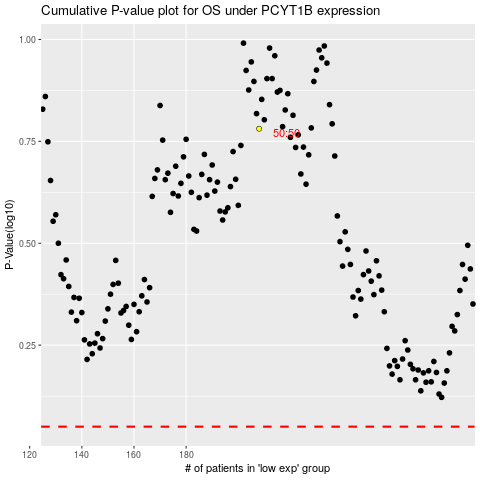 Cumulative P-value plot for OS under PCYT1B expression
P-Value(log10)
1.00
0.75
0.50
0.25
50:50
120 140 160 180
# of patients in 'low exp' group